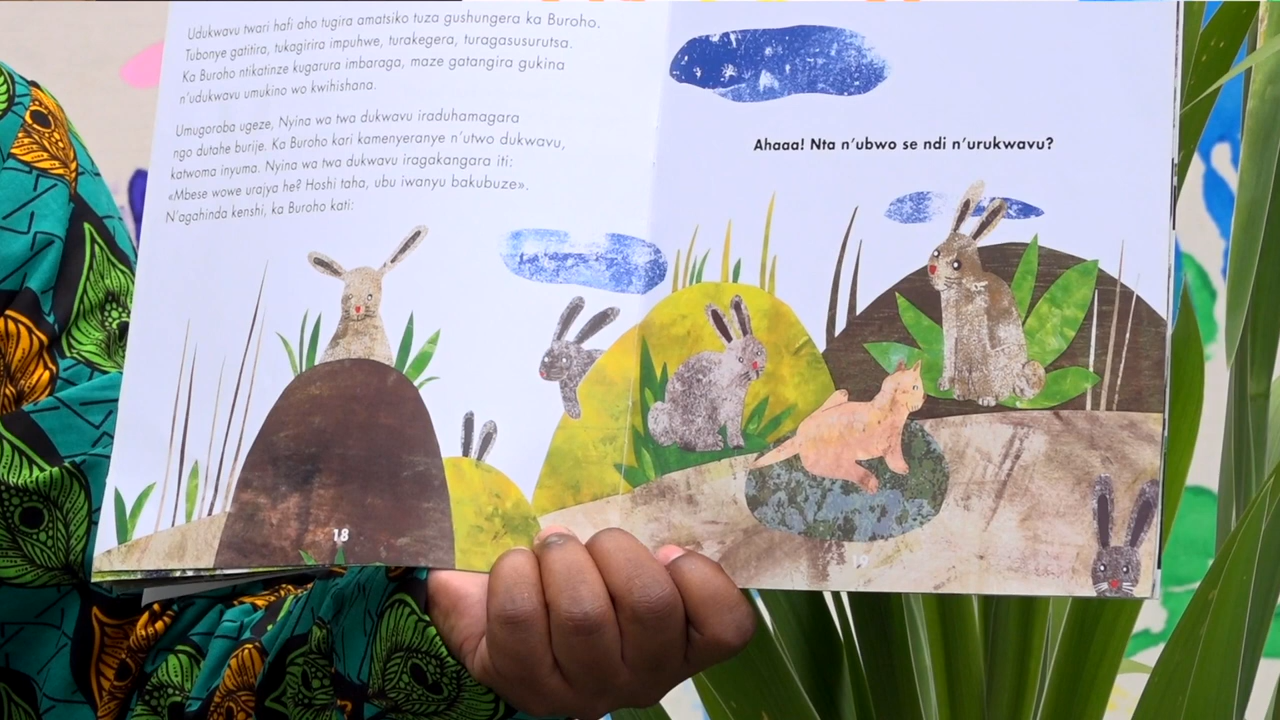 Udukwavu twari hafi aho tugira amatsiko tuza gushungera ka Buroho.
Tubonye gatitira, tukagirira impuhwe, turakegera, turagasusurutsa.
Ka Buroho ntikatinze kugarura imbaraga, maze gatangira gukina
n'udukwavu umukino wo kwihishana.
Umugoroba ugeze, Nyina wa twa dukwavu iraduhamagara
ngo dutahe burije. Ka Buroho kari kamenyeranye n'utwo dukwavu,
katwoma inyuma. Nyina wa twa dukwavu iragakangara iti:
«Mbese wowe urajya he? Hoshi taha, ubu iwanyu bakubuze».
N'agahinda kenshi, ka Buroho kati:
18
Ahaaa! Nta n'ubwo se ndi n'urukwavu?
19